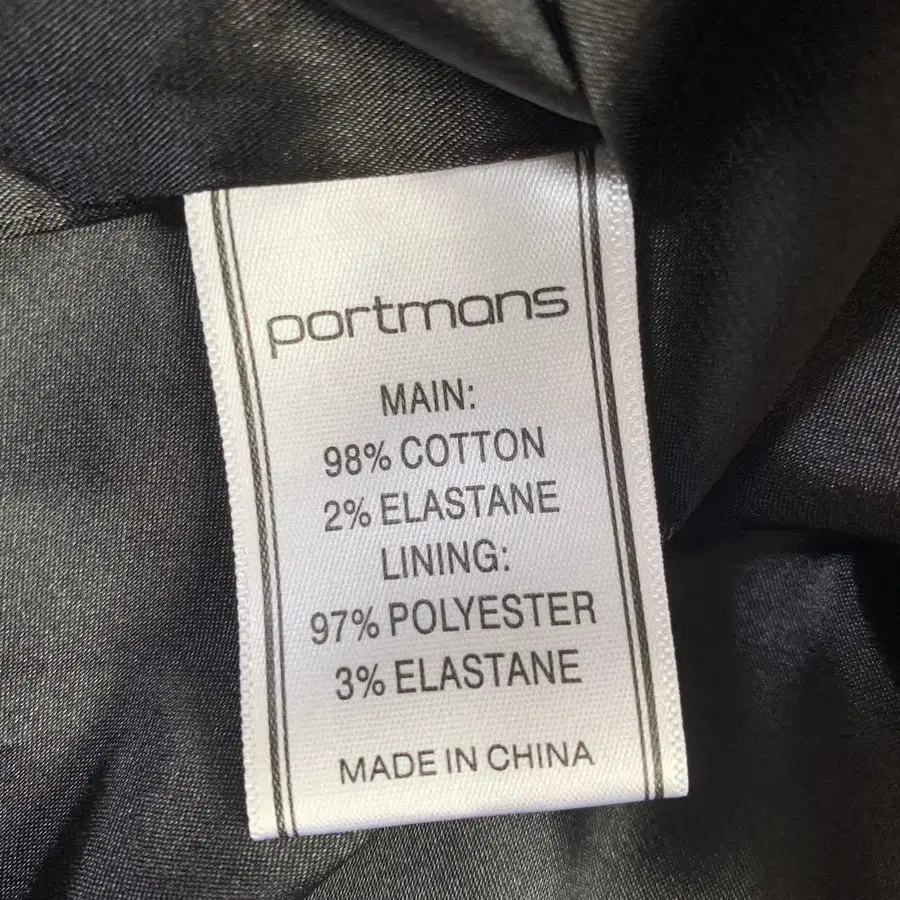 portmans
MAIN:
98% COTTON
2% ELASTANE
LINING:
97% POLYESTER
3% ELASTANE
MADE IN CHINA